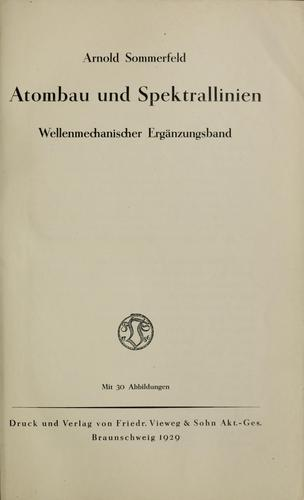 Arnold Sommerfeld
Atombau und Spektrallinien
Wellenmechanischer Ergänzungsband
Mit 30 Abbildungen
Druck und Verlag von Friedr. Vieweg & Sohn Akt.-Ges.
Braunschweig 1929